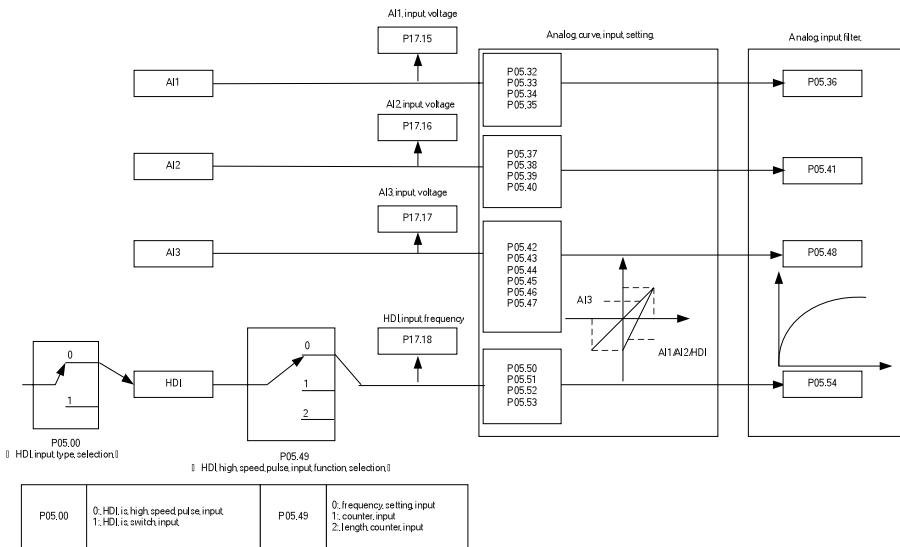 AI1, input voltage
P17.15
Analog, curve, input, setting,
Analog, input, filter,
AI1
P05.32
P05.33
P05.34
P05.35
P05.36
AI2, input, voltage
P17.16
AI2
P05.37
P05.38
P05.39
P05.40
P05.41
AI3, input, voltage
P17.17
AI3
P05.42
P05.43
P05.44
P05.45
P05.46
P05.47
P05.48
AI3
AI1/AI2/HDI
HDI, input, frequency
P17.18
0
1
HDI
0
1
2
P05.50
P05.51
P05.52
P05.53
P05.54
P05.00
HDI, input, type, selection,
P05.49
HDI, high, speed, pulse, input, function, selection,
P05.00
0:, HDI, is, high, speed, pulse, input,
1:, HDI, is, switch, input,
P05.49
0:, frequency, setting, input
1:, counter, input
2:, length, counter, input